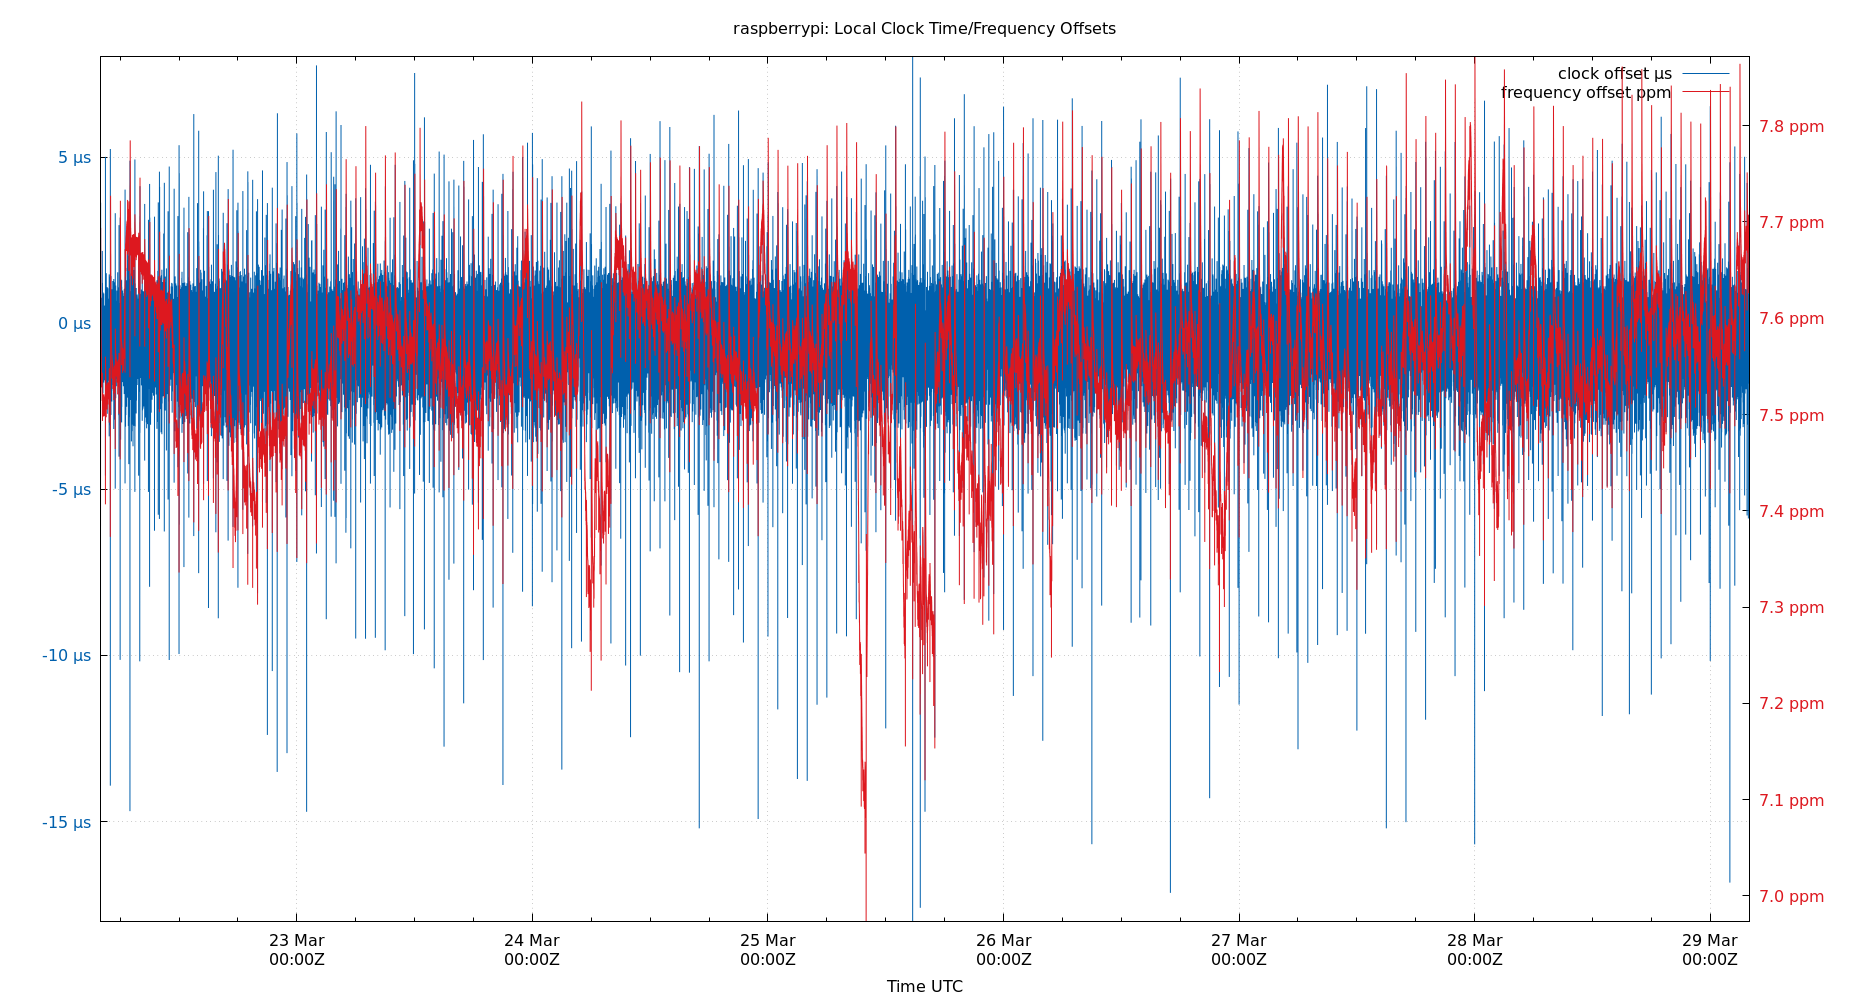 raspberrypi: Local Clock Time/Frequency Offsets
clock offset µs
frequency offset ppm
5 µs
0 µs
-5 µs
-10 µs
-15 µs
7.8 ppm
7.7 ppm
7.6 ppm
7.5 ppm
7.4 ppm
7.3 ppm
7.2 ppm
7.1 ppm
7.0 ppm
23 Mar
00:00Z
24 Mar
00:00Z
25 Mar
00:00Z
26 Mar
00:00Z
27 Mar
00:00Z
28 Mar
00:00Z
29 Mar
00:00Z
Time UTC